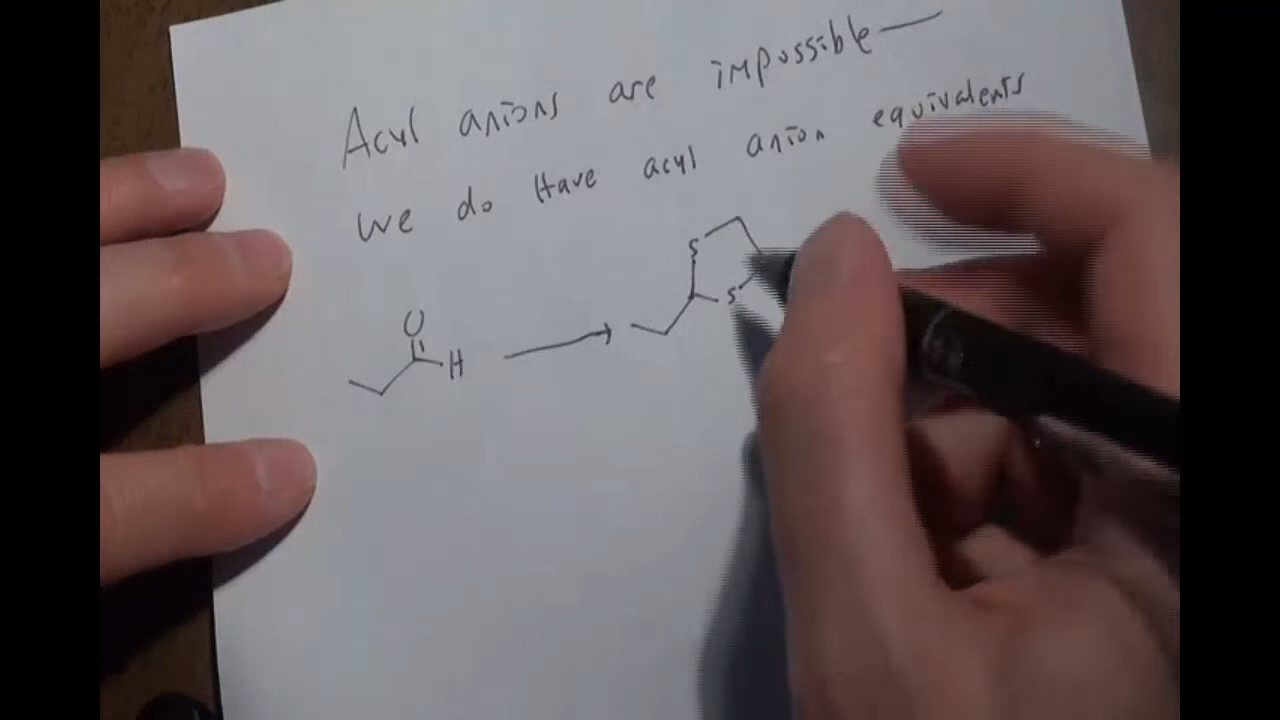 Acyl anions are impossible—
We do Have acyl anion equivalents
S
O
S
H